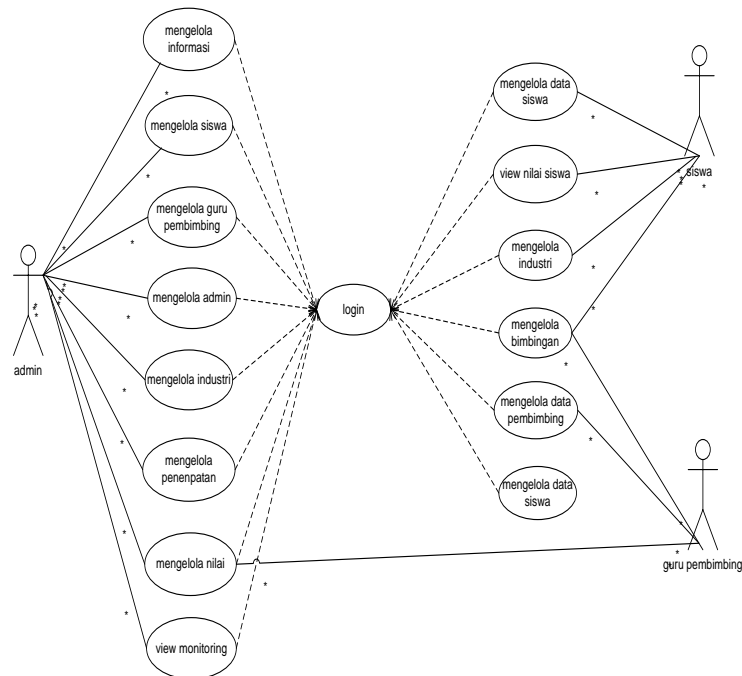 mengelola
informasi
mengelola siswa
mengelola guru
pembimbing
mengelola admin
mengelola industri
mengelola
penenpatan
mengelola nilai
view monitoring
admin
login
mengelola data
siswa
view nilai siswa
mengelola
industri
mengelola
bimbingan
mengelola data
pembimbing
mengelola data
siswa
siswa
guru pembimbing